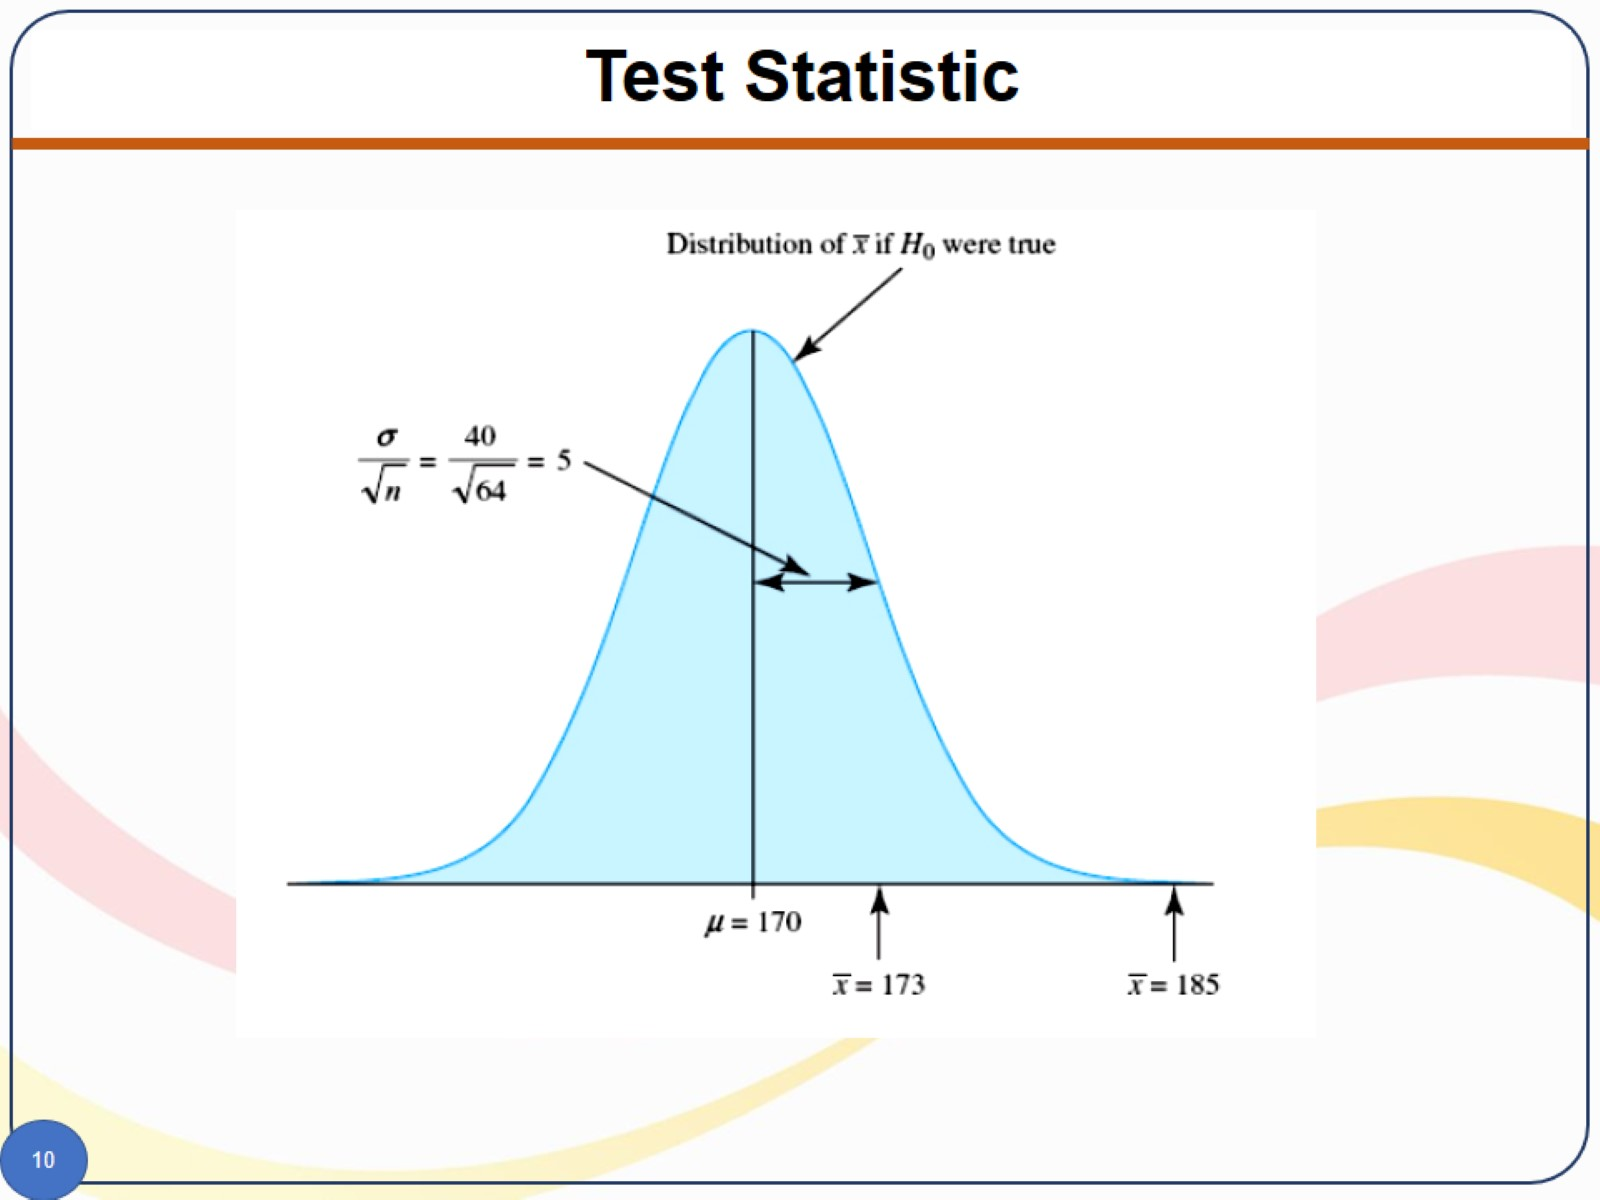 Test Statistic
Distribution of x̅ if H₀ were true
σ/√n = 40/√64 = 5
μ = 170
x̅ = 173
x̅ = 185
10